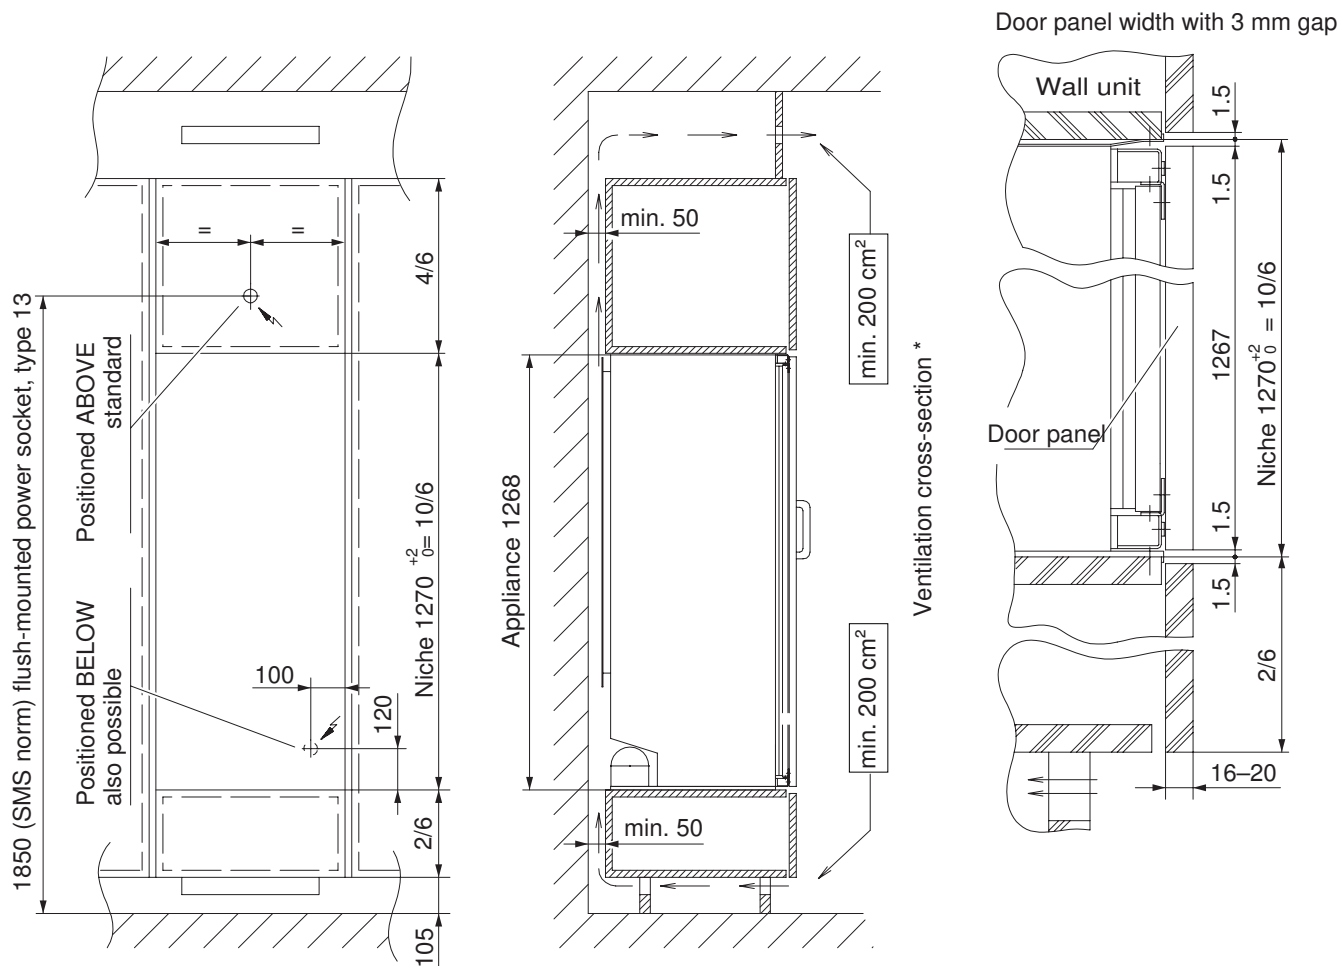 Door panel width with 3 mm gap
Wall unit
1.5
1.5
1267
Niche 1270 +2 0 = 10/6
Door panel
1.5
1.5
2/6
16–20
1850 (SMS norm) flush-mounted power socket, type 13
Positioned ABOVE
standard
= =
4/6
Niche 1270 +2 0 = 10/6
Positioned BELOW
also possible
100
120
2/6
105
min. 50
min. 200 cm²
Appliance 1268
Ventilation cross-section *
min. 200 cm²
min. 50